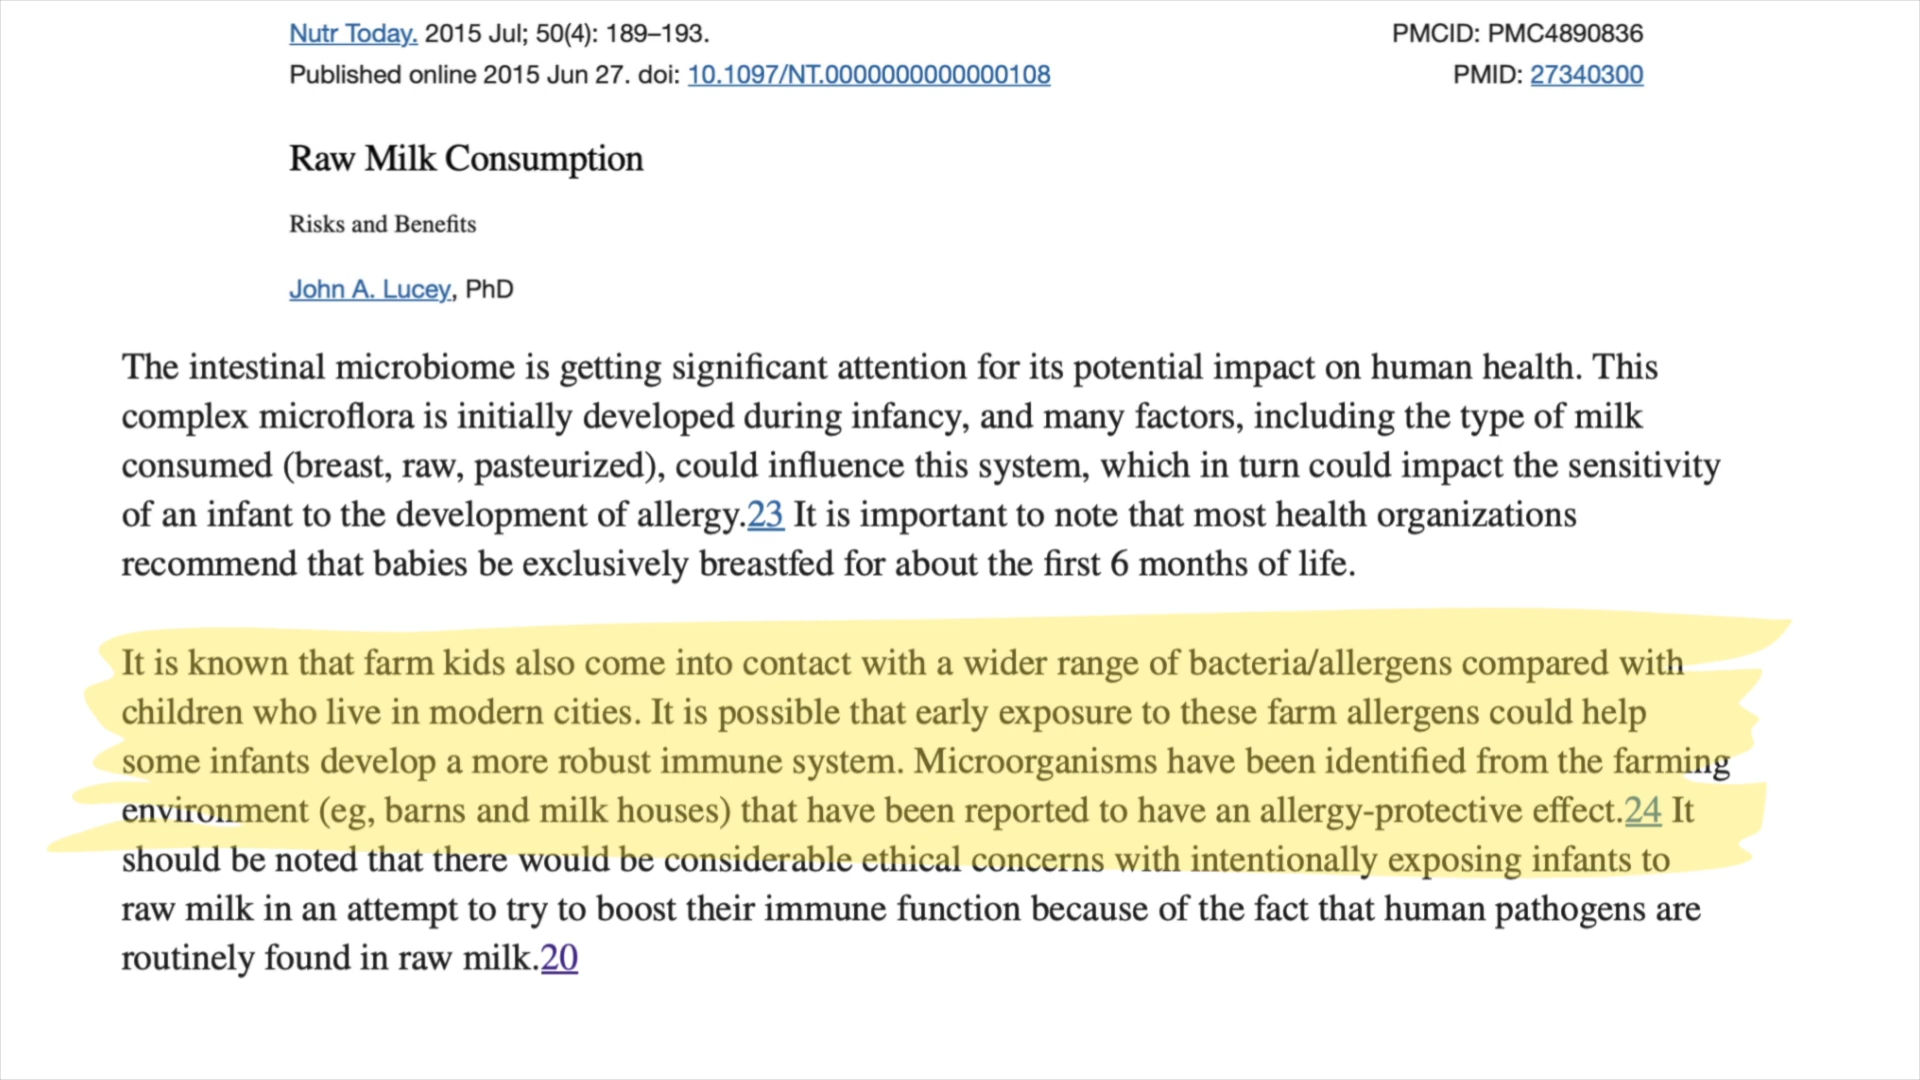 Nutr Today. 2015 Jul; 50(4): 189–193.
PMCID: PMC4890836
Published online 2015 Jun 27. doi: 10.1097/NT.0000000000000108
PMID: 27340300
Raw Milk Consumption
Risks and Benefits
John A. Lucey, PhD
The intestinal microbiome is getting significant attention for its potential impact on human health. This
complex microflora is initially developed during infancy, and many factors, including the type of milk
consumed (breast, raw, pasteurized), could influence this system, which in turn could impact the sensitivity
of an infant to the development of allergy.23 It is important to note that most health organizations
recommend that babies be exclusively breastfed for about the first 6 months of life.
It is known that farm kids also come into contact with a wider range of bacteria/allergens compared with
children who live in modern cities. It is possible that early exposure to these farm allergens could help
some infants develop a more robust immune system. Microorganisms have been identified from the farming
environment (eg, barns and milk houses) that have been reported to have an allergy-protective effect.24 It
should be noted that there would be considerable ethical concerns with intentionally exposing infants to
raw milk in an attempt to try to boost their immune function because of the fact that human pathogens are
routinely found in raw milk.20